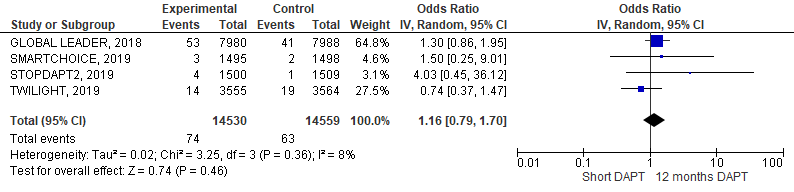 Experimental Control Odds Ratio Odds Ratio
Study or Subgroup Events Total Events Total Weight IV, Random, 95% CI IV, Random, 95% CI
GLOBAL LEADER, 2018 53 7980 41 7988 64.8% 1.30 [0.86, 1.95]
SMARTCHOICE, 2019 3 1495 2 1498 4.6% 1.50 [0.25, 9.01]
STOPDAPT2, 2019 4 1500 1 1509 3.1% 4.03 [0.45, 36.12]
TWILIGHT, 2019 14 3555 19 3564 27.5% 0.74 [0.37, 1.47]
Total (95% CI) 14530 14559 100.0% 1.16 [0.79, 1.70]
Total events 74 63
Heterogeneity: Tau² = 0.02; Chi² = 3.25, df = 3 (P = 0.36); I² = 8%
Test for overall effect: Z = 0.74 (P = 0.46)
0.01 0.1 1 10 100
Short DAPT 12 months DAPT